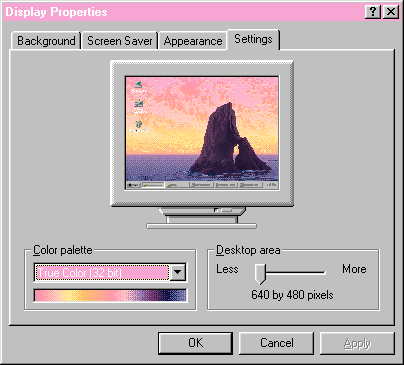 Display Properties
Background
Screen Saver
Appearance
Settings
Color palette
True Color (32 bit)
Desktop area
Less
More
640 by 480 pixels
OK
Cancel
Apply